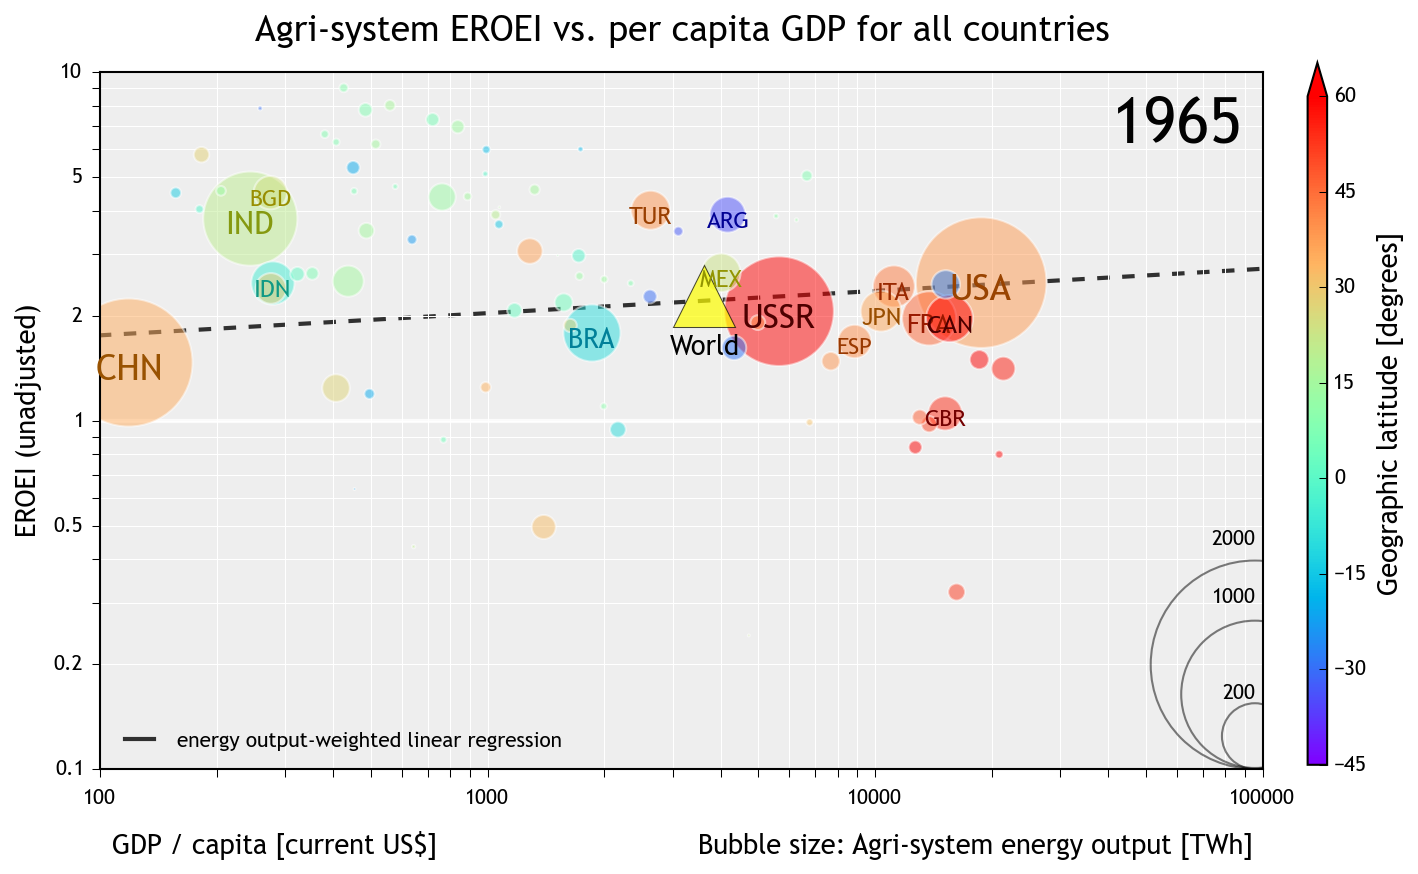 Agri-system EROEI vs. per capita GDP for all countries
1965
10
5
2
1
0.5
0.2
0.1
EROEI (unadjusted)
BGD
IND
IDN
CHN
TUR
ARG
MEX
USSR
BRA
World
ITA
USA
JPN
FRA
CAN
ESP
GBR
2000
1000
200
energy output-weighted linear regression
100
1000
10000
100000
GDP / capita [current US$]
Bubble size: Agri-system energy output [TWh]
60
45
30
15
0
−15
−30
−45
Geographic latitude [degrees]